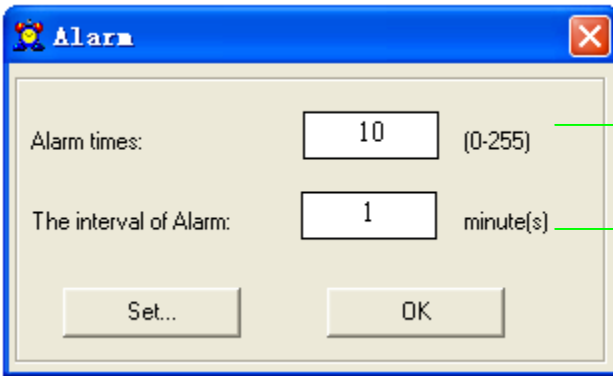 Alarm
Alarm times: 10 (0-255)
The interval of Alarm: 1 minute(s)
Set... OK